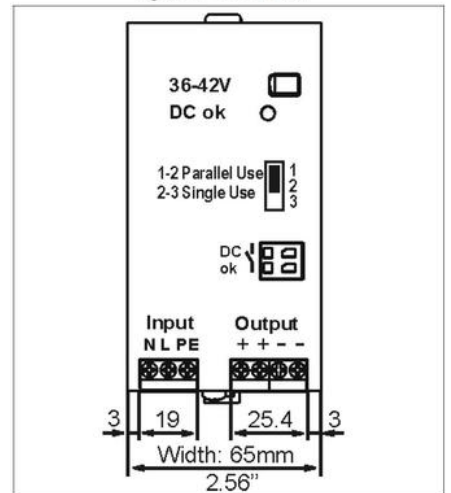 36-42V
DC ok
1-2 Parallel Use
2-3 Single Use
1
2
3
DC
ok
Input Output
N L PE + + - -
3 19 25.4 3
Width: 65mm
2.56"